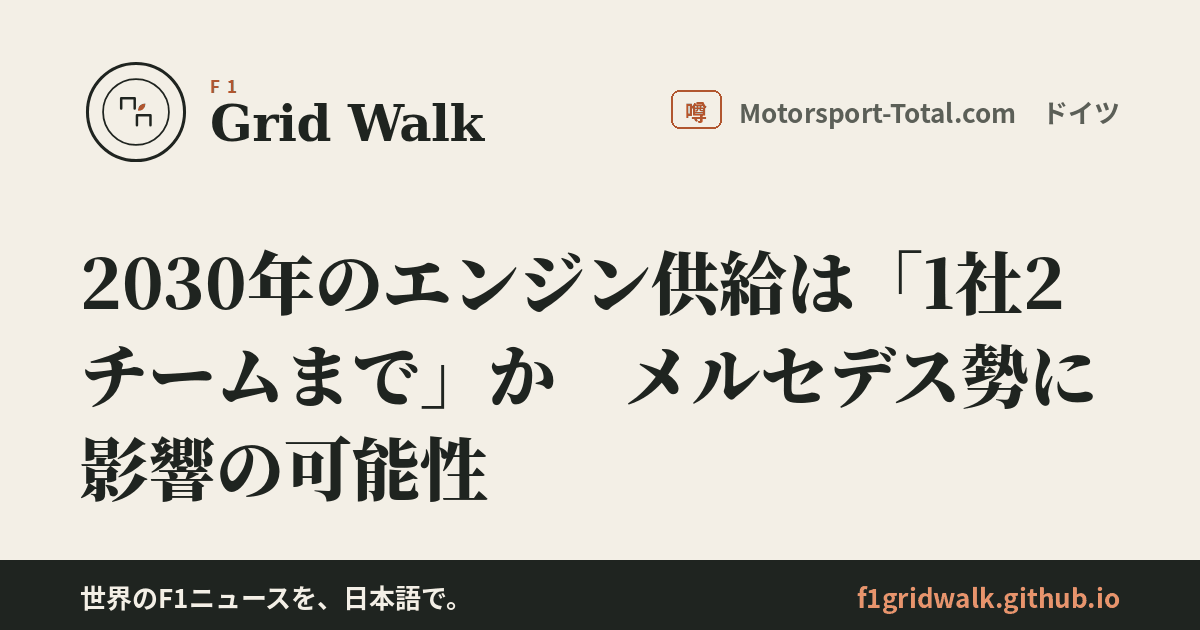 F1
Grid Walk
噂 Motorsport-Total.com ドイツ
2030年のエンジン供給は「1社2
チームまで」か　メルセデス勢に
影響の可能性
世界のF1ニュースを、日本語で。
f1gridwalk.github.io